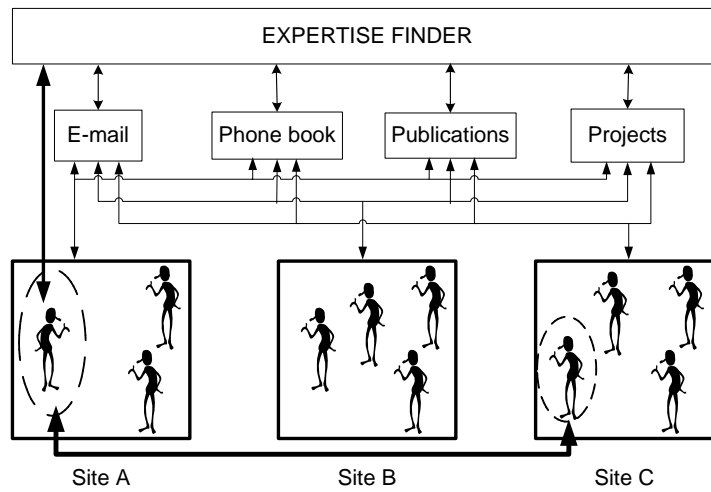 EXPERTISE FINDER
E-mail
Phone book
Publications
Projects
Site A
Site B
Site C